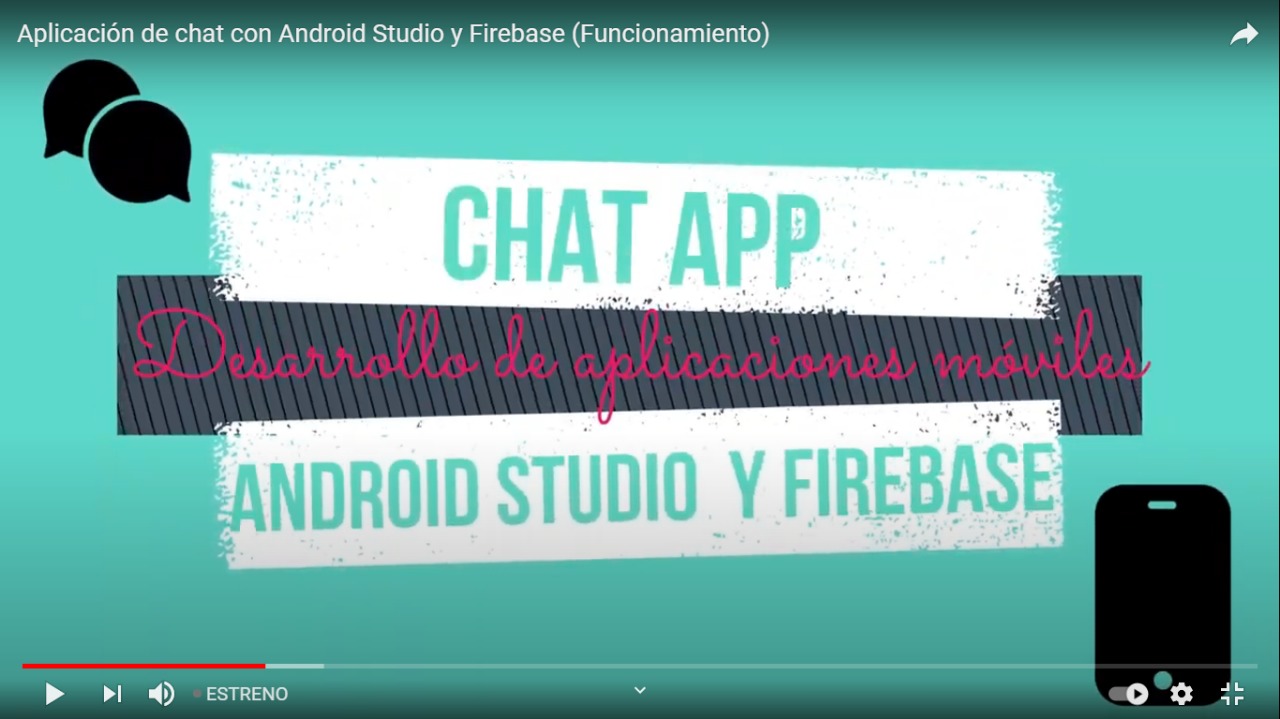 Aplicación de chat con Android Studio y Firebase (Funcionamiento)
CHAT APP
Desarrollo de aplicaciones móviles
ANDROID STUDIO Y FIREBASE
ESTRENO